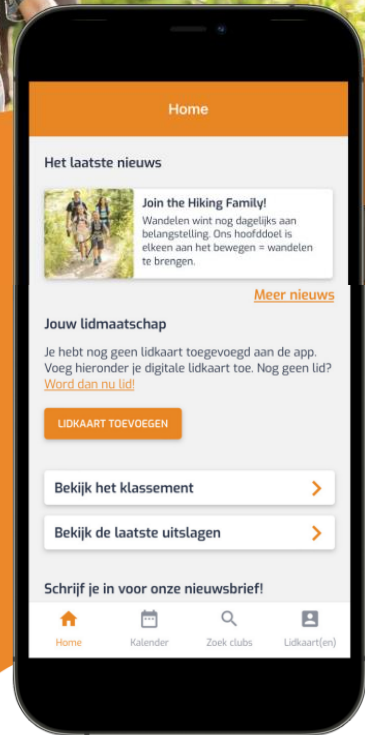 Home
Het laatste nieuws
Join the Hiking Family!
Wandelen wint nog dagelijks aan
belangstelling. Ons hoofddoel is
elkeen aan het bewegen = wandelen
te brengen.
Meer nieuws
Jouw lidmaatschap
Je hebt nog geen lidkaart toegevoegd aan de app.
Voeg hieronder je digitale lidkaart toe. Nog geen lid?
Word dan nu lid!
LIDKAART TOEVOEGEN
Bekijk het klassement
Bekijk de laatste uitslagen
Schrijf je in voor onze nieuwsbrief!
Home Kalender Zoek clubs Lidkaart(en)